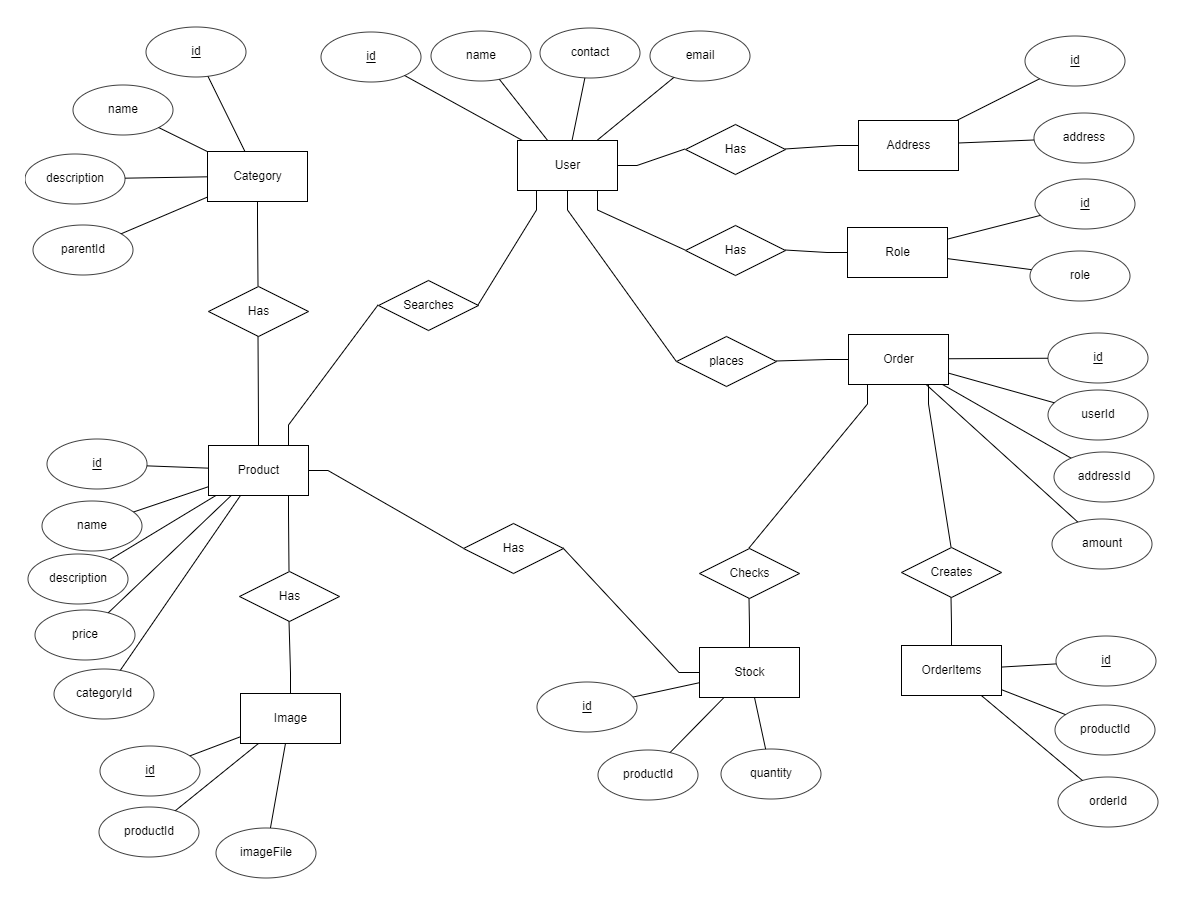 id
name
description
parentId
Category
Has
id
name
contact
email
User
Has
Address
id
address
Has
Role
id
role
Searches
places
Order
id
userId
addressId
amount
Product
id
name
description
price
categoryId
Has
Image
id
productId
imageFile
Has
Checks
Creates
Stock
id
productId
quantity
OrderItems
id
productId
orderId